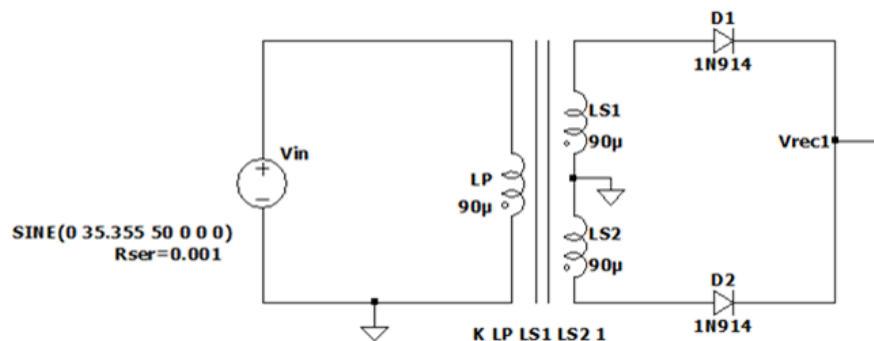 D1
1N914
LS1
90µ
Vrec1
Vin
LP
90µ
SINE(0 35.355 50 0 0 0)
Rser=0.001
LS2
90µ
D2
1N914
K LP LS1 LS2 1